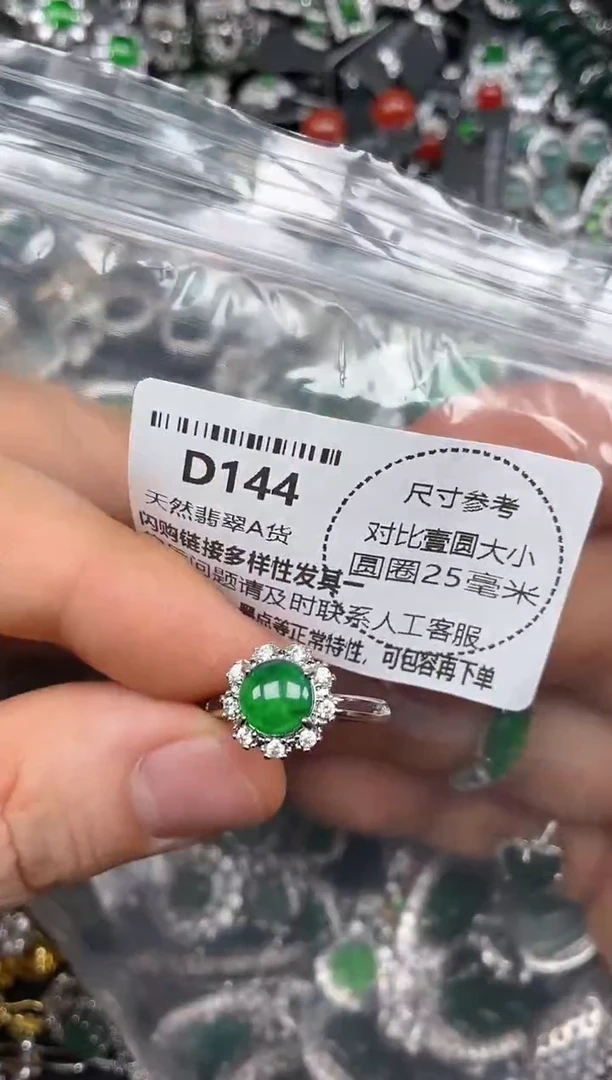 D144
天然翡翠A货
闪购链接多样性发其一
问题请及时联系人工客服
点等正常特性，可包容再下单
尺寸参考
对比壹圆大小
圆圈25毫米